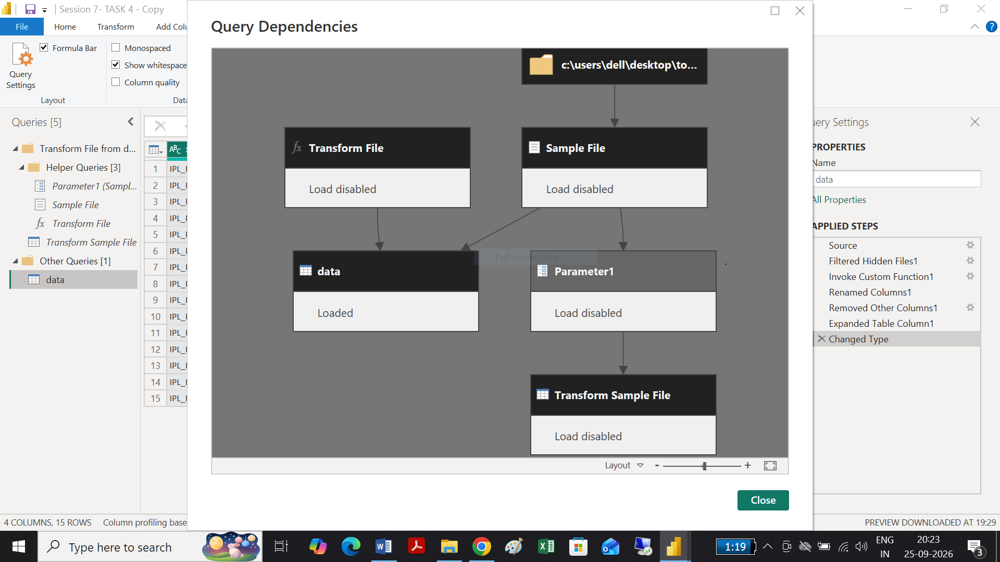 Session 7- TASK 4 - Copy
File
Home
Transform
Add Colu
Query Settings
Formula Bar
Monospaced
Show whitespace
Column quality
Layout
Data
Queries [5]
Transform File from d...
Helper Queries [3]
Parameter1 (Sampl...
Sample File
Transform File
Transform Sample File
Other Queries [1]
data
ABC
1 IPL_
2 IPL_
3 IPL_
4 IPL_
5 IPL_
6 IPL_
7 IPL_
8 IPL_
9 IPL_
10 IPL_
11 IPL_
12 IPL_
13 IPL_
14 IPL_
15 IPL_
Query Dependencies
c:\users\dell\desktop\to...
fx Transform File
Load disabled
Sample File
Load disabled
data
Loaded
Full-screen Snip
Parameter1
Load disabled
Transform Sample File
Load disabled
Layout
- +
Close
uery Settings
PROPERTIES
Name
data
All Properties
APPLIED STEPS
Source
Filtered Hidden Files1
Invoke Custom Function1
Renamed Columns1
Removed Other Columns1
Expanded Table Column1
Changed Type
4 COLUMNS, 15 ROWS
Column profiling base
PREVIEW DOWNLOADED AT 19:29
Type here to search
1:19
ENG
IN
20:23
25-09-2026
3